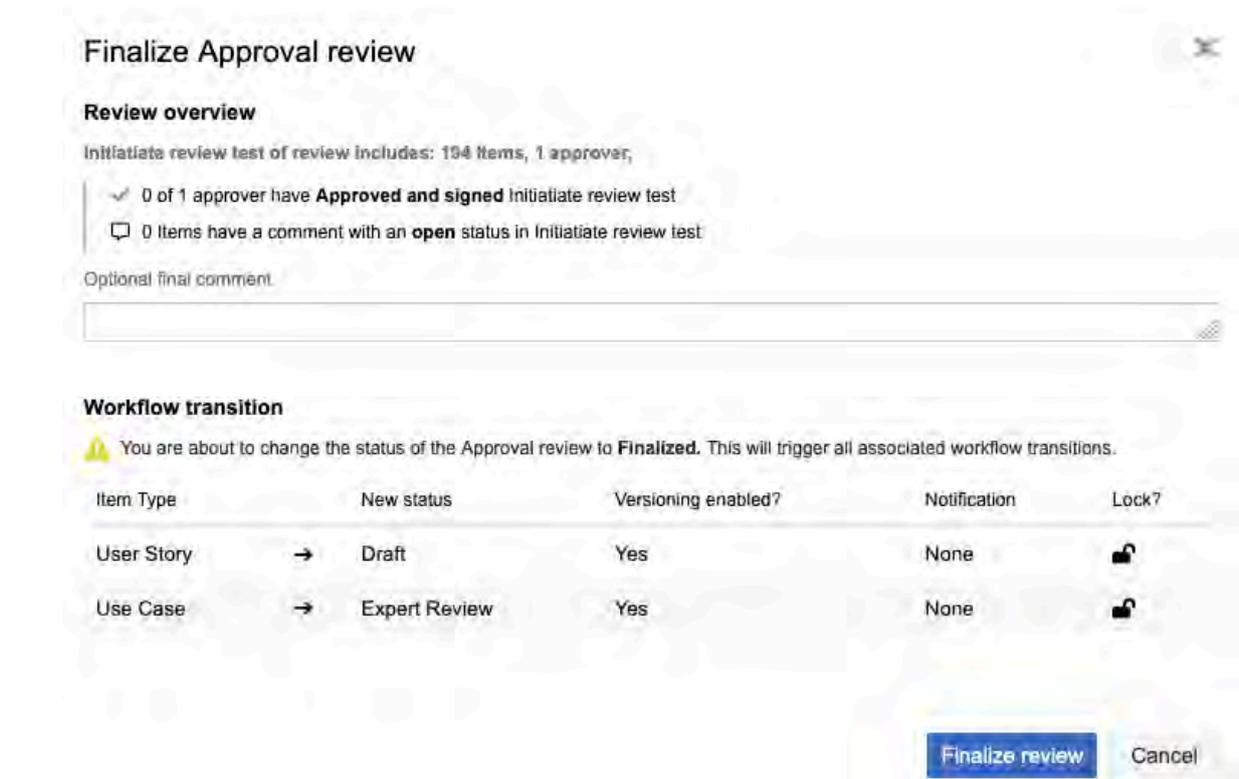 Finalize Approval review
Review overview
Initiatiate review test of review includes: 194 Items, 1 approver,
0 of 1 approver have Approved and signed Initiatiate review test
0 Items have a comment with an open status in Initiatiate review test
Optional final comment
Workflow transition
You are about to change the status of the Approval review to Finalized. This will trigger all associated workflow transitions.
Item Type New status Versioning enabled? Notification Lock?
User Story → Draft Yes None
Use Case → Expert Review Yes None
Finalize review Cancel